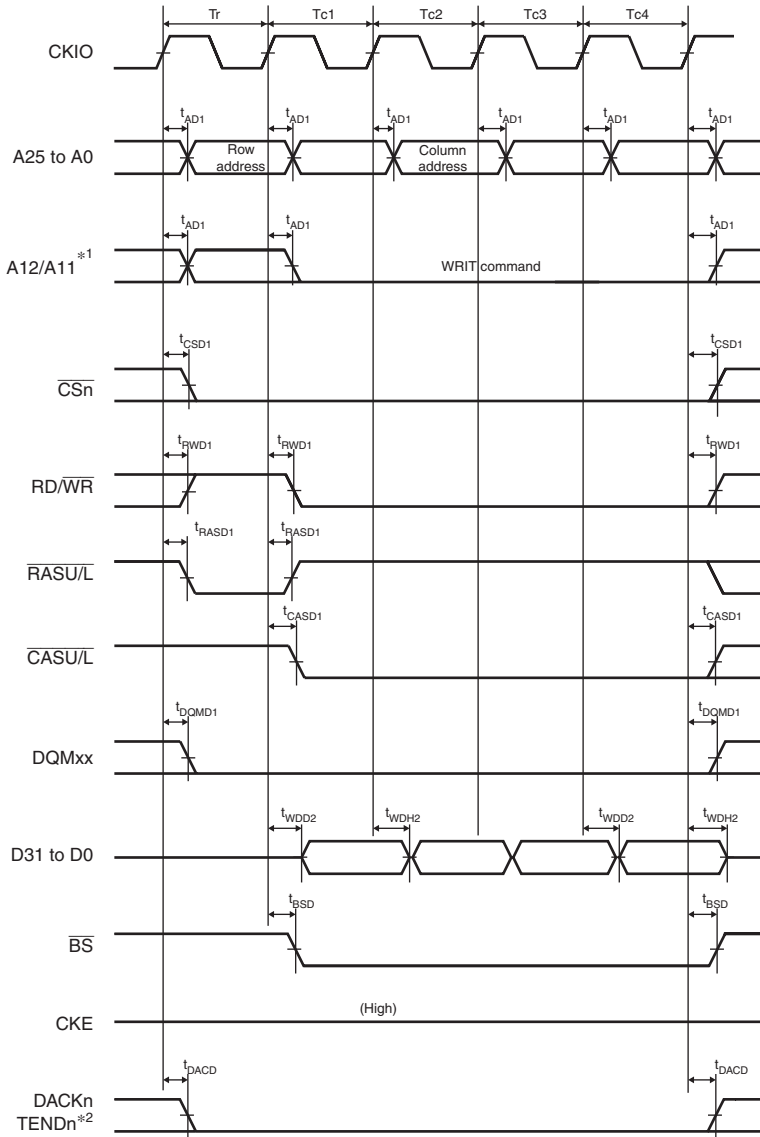 Tr Tc1 Tc2 Tc3 Tc4
CKIO
tAD1 tAD1 tAD1 tAD1 tAD1 tAD1
A25 to A0
Row address
Column address
tAD1 tAD1 tAD1
A12/A11*1
WRIT command
tCSD1 tCSD1
CSn
tRWD1 tRWD1 tRWD1
RD/WR
tRASD1 tRASD1
RASU/L
tCASD1 tCASD1
CASU/L
tDQMD1 tDQMD1
DQMxx
tWDD2 tWDH2 tWDD2 tWDH2
D31 to D0
tBSD tBSD
BS
(High)
CKE
tDACD tDACD
DACKn
TENDn*2